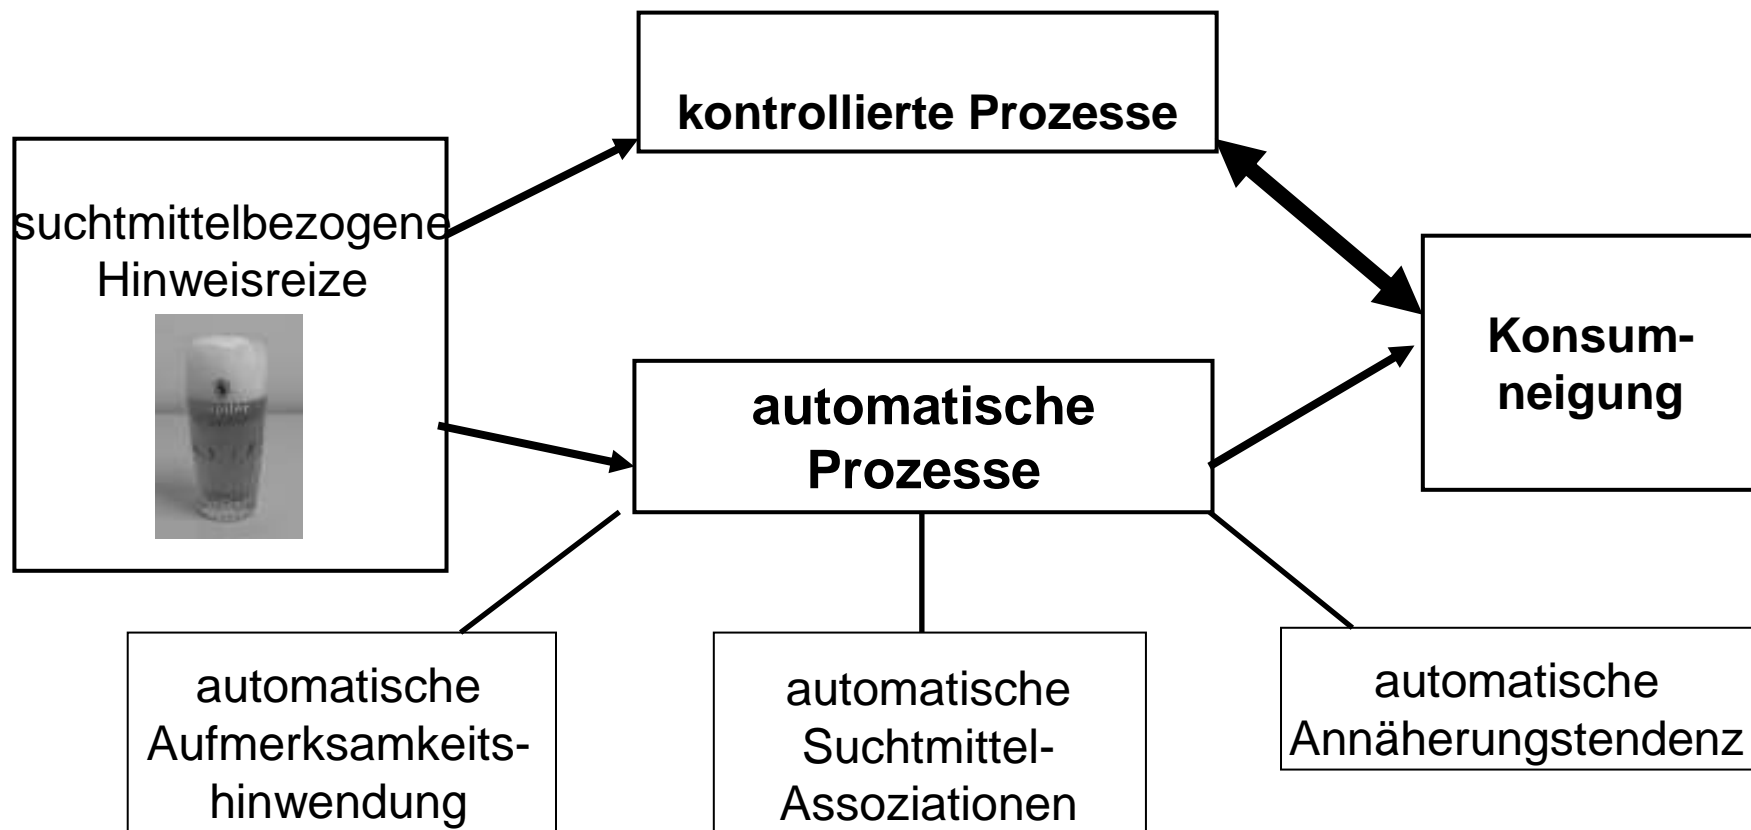 kontrollierte Prozesse
suchtmittelbezogene
Hinweisreize
automatische
Prozesse
Konsum-
neigung
automatische
Aufmerksamkeits-
hinwendung
automatische
Suchtmittel-
Assoziationen
automatische
Annäherungstendenz